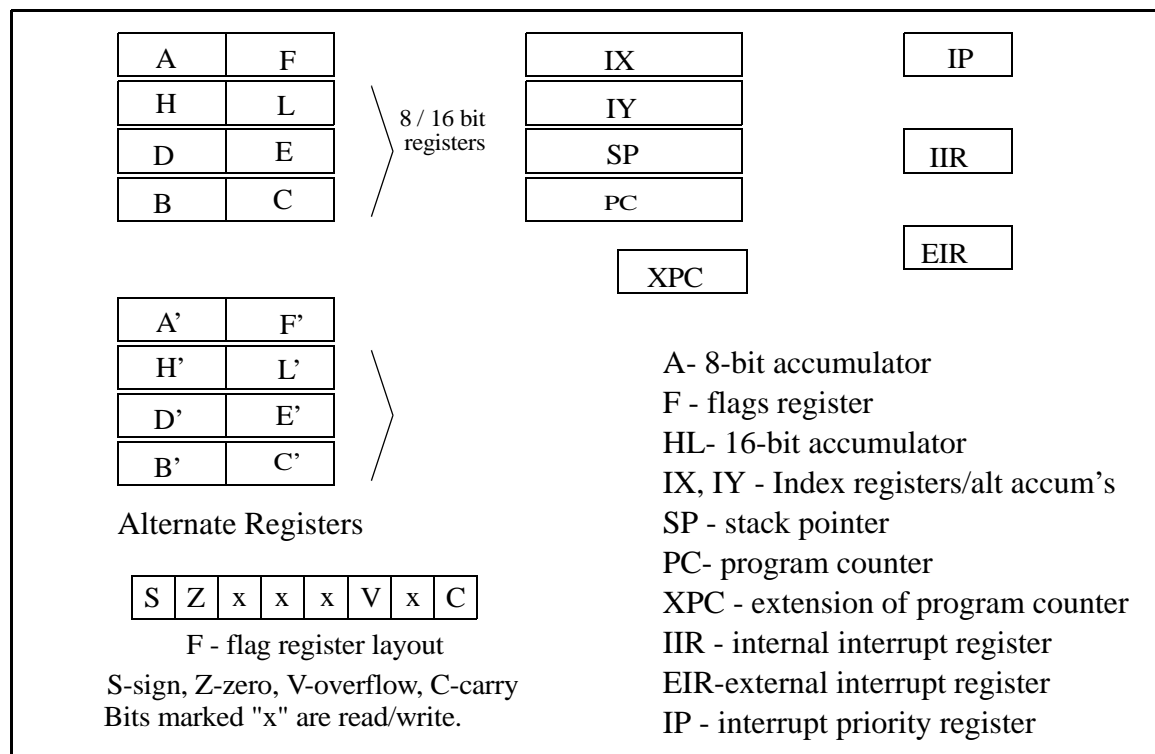 A F
H L
D E
B C
8 / 16 bit
registers
IX
IY
SP
PC
XPC
IP
IIR
EIR
A’ F’
H’ L’
D’ E’
B’ C’
Alternate Registers
S Z x x x V x C
F - flag register layout
S-sign, Z-zero, V-overflow, C-carry
Bits marked "x" are read/write.
A- 8-bit accumulator
F - flags register
HL- 16-bit accumulator
IX, IY - Index registers/alt accum’s
SP - stack pointer
PC- program counter
XPC - extension of program counter
IIR - internal interrupt register
EIR-external interrupt register
IP - interrupt priority register